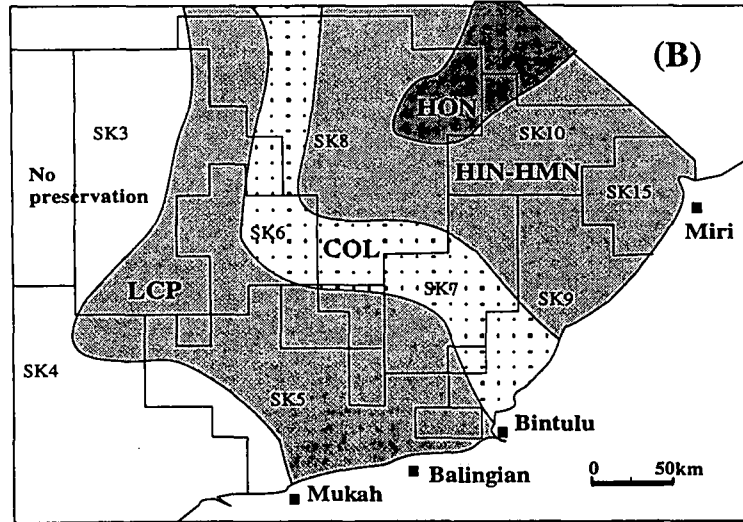 (B)
HON
SK3
SK8
SK10
HIN-HMN
No
preservation
SK15
Miri
SK6
COL
LCP
SK7
SK9
SK4
SK5
Bintulu
Balingian
0 50km
Mukah